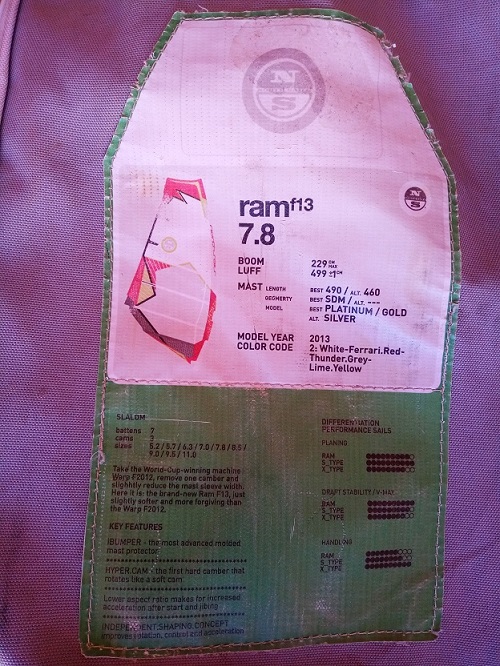 N
S
N
S
ram f13
7.8
BOOM 229 CM MAX
LUFF 499 ±1 CM
MAST LENGTH BEST 490 / ALT. 460
GEOMERTY BEST SDM / ALT. ---
MODEL BEST PLATINUM / GOLD
ALT. SILVER
MODEL YEAR 2013
COLOR CODE 2: White-Ferrari.Red-
Thunder.Grey-
Lime.Yellow
SLALOM
battens 7
cams 3
sizes 5.2 / 5.7 / 6.3 / 7.0 / 7.8 / 8.5 /
9.0 / 9.5 / 11.0
Take the World-Cup-winning machine
Warp F2012, remove one camber and
slighhtly reduce the mast sleeve width.
Here it is: the brand-new Ram F13, just
slightly softer and more forgiving than
the Warp F2012.
KEY FEATURES
iBUMPER - the most advanced molded
mast protector
HYPER.CAM - the first hard camber that
rotates like a soft cam
Lower aspect ratio makes for increased
acceleration after start and jibing
INDEPENDENT.SHAPING.CONCEPT
improves rotation, control and acceleration
DIFFERENTIATION
PERFORMANCE SAILS
PLANING
RAM
S_TYPE
X_TYPE
DRAFT STABILITY / V-MAX
RAM
S_TYPE
X_TYPE
HANDLING
RAM
S_TYPE
X_TYPE